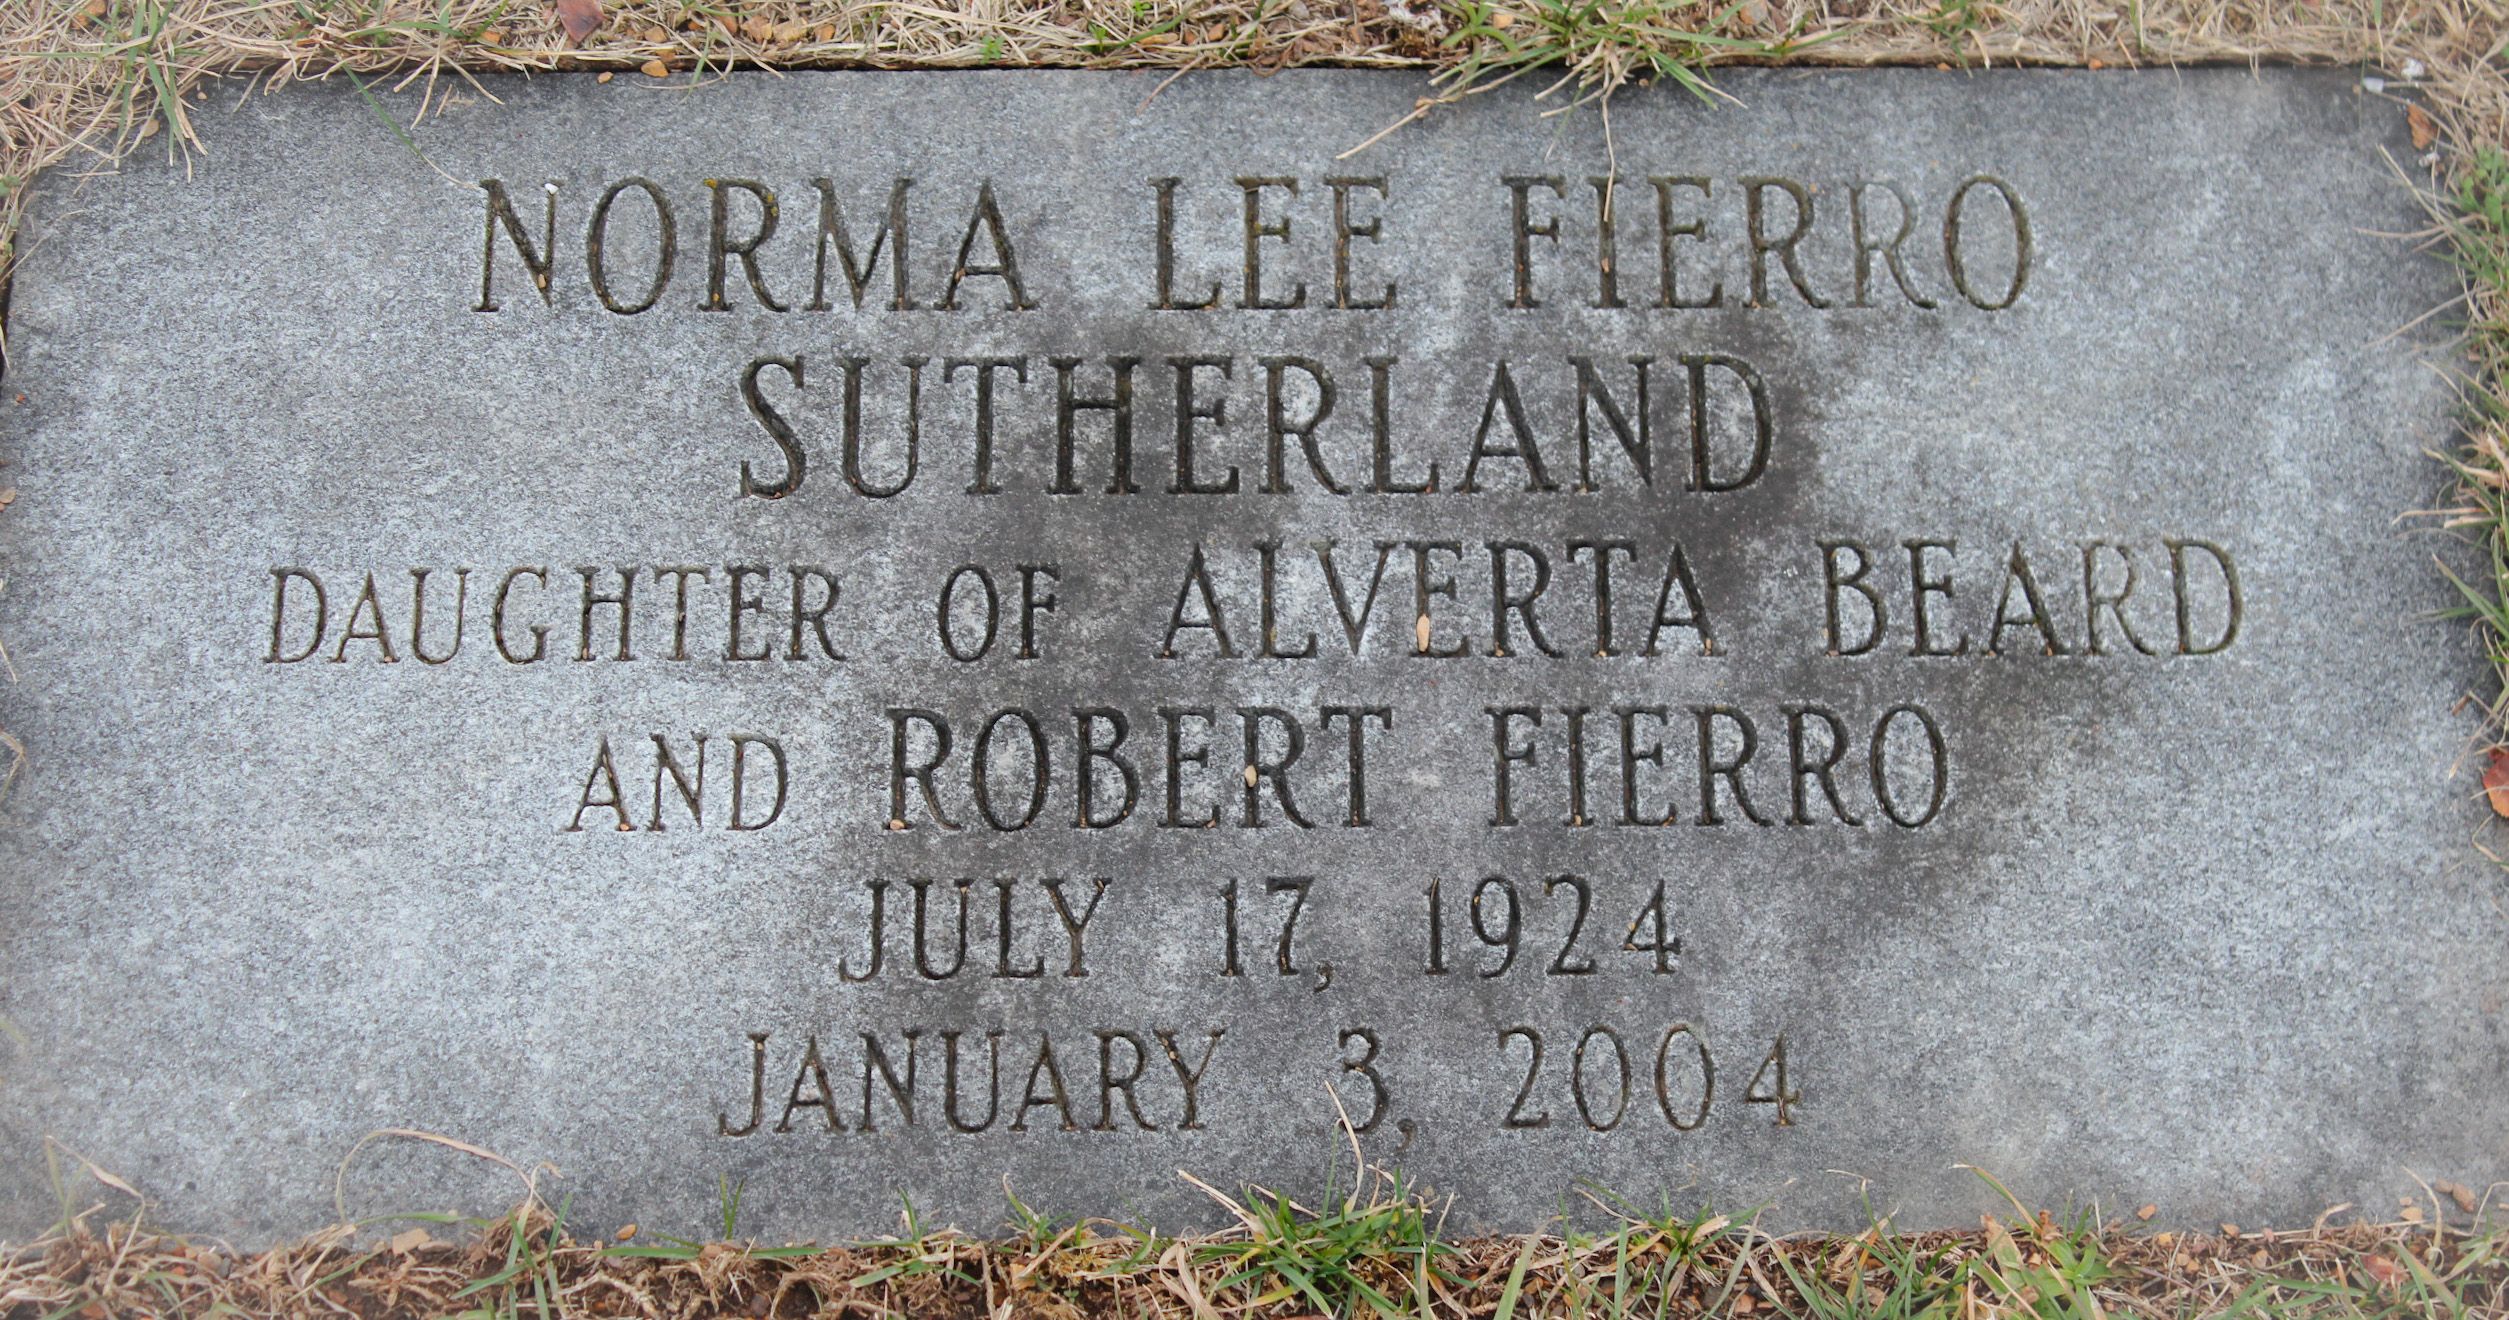 NORMA LEE FIERRO
SUTHERLAND
DAUGHTER OF ALVERTA BEARD
AND ROBERT FIERRO
JULY 17, 1924
JANUARY 3, 2004